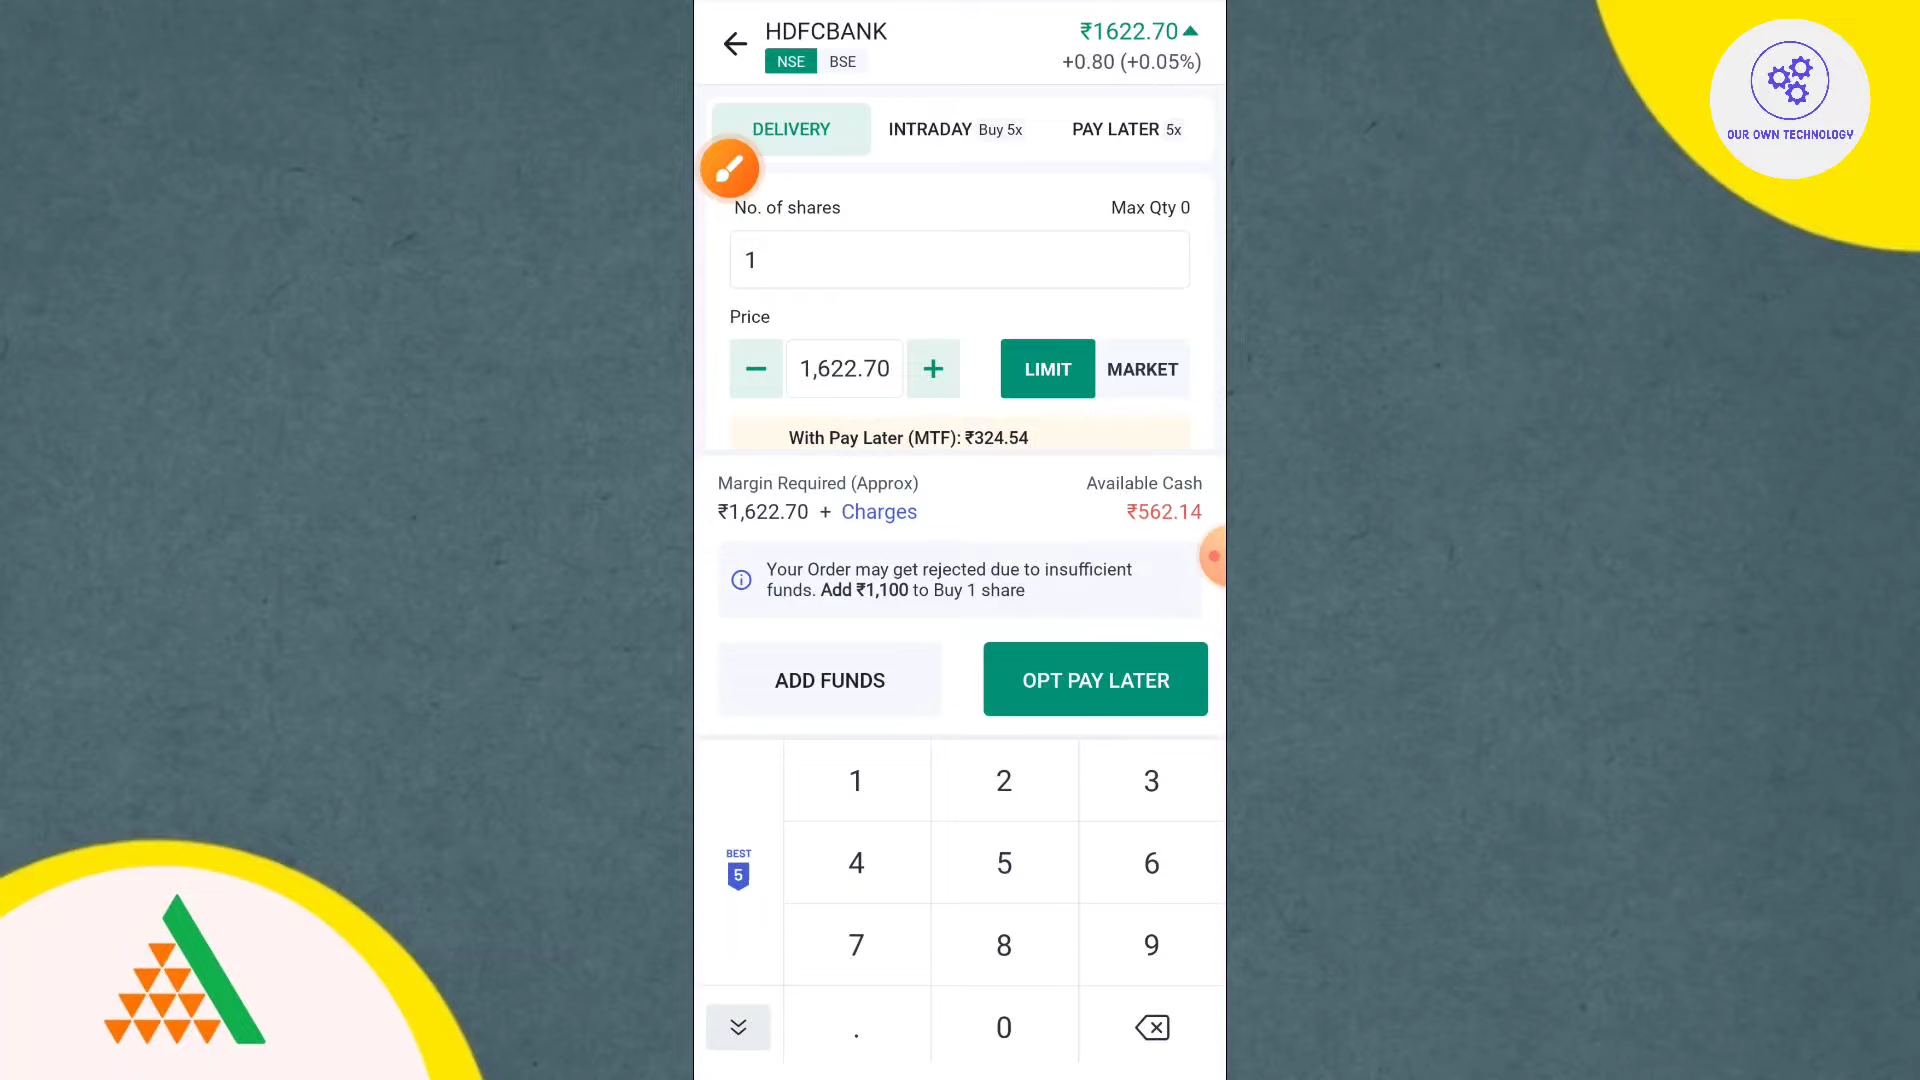 HDFCBANK
₹1622.70
NSE BSE
+0.80 (+0.05%)
DELIVERY
INTRADAY Buy 5x
PAY LATER 5x
No. of shares
Max Qty 0
1
Price
1,622.70
LIMIT
MARKET
With Pay Later (MTF): ₹324.54
Margin Required (Approx)
Available Cash
₹1,622.70 + Charges
₹562.14
Your Order may get rejected due to insufficient
funds. Add ₹1,100 to Buy 1 share
ADD FUNDS
OPT PAY LATER
1 2 3
BEST
5
4 5 6
7 8 9
. 0
OUR OWN TECHNOLOGY